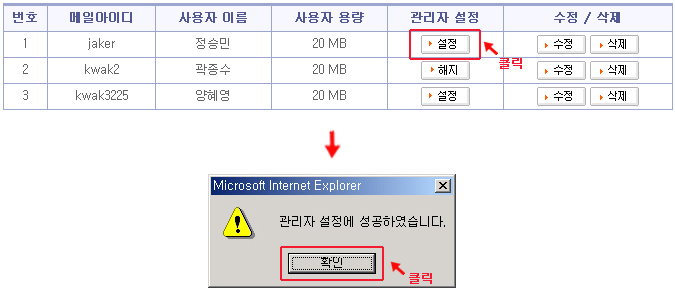 번호 메일아이디 사용자 이름 사용자 용량 관리자 설정 수정 / 삭제
1 jaker 정승민 20 MB 설정 수정 삭제
클릭
2 kwak2 곽종수 20 MB 해지 수정 삭제
3 kwak3225 양혜영 20 MB 설정 수정 삭제
Microsoft Internet Explorer
관리자 설정에 성공하였습니다.
확인
클릭